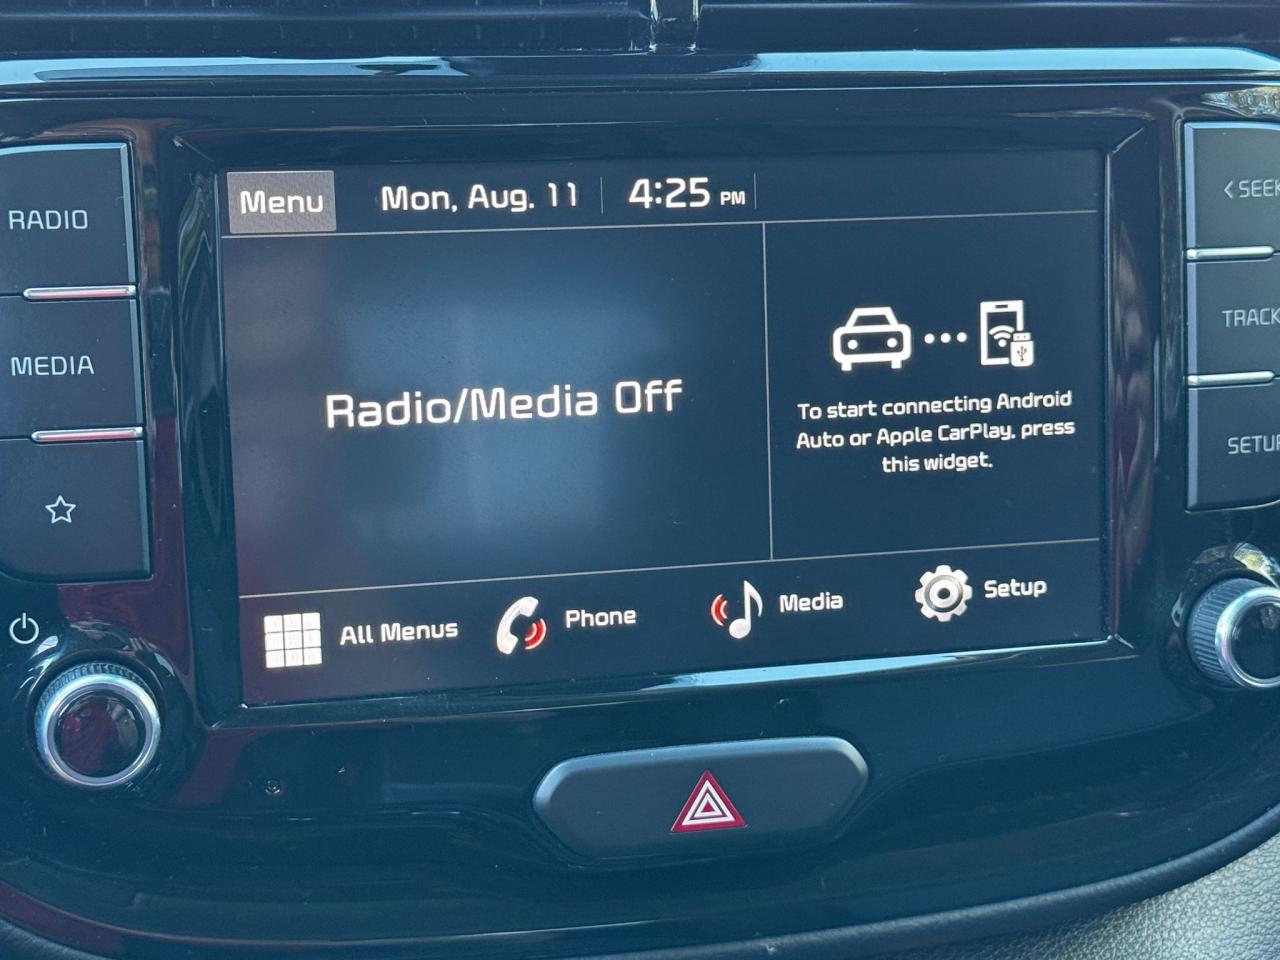 Menu
Mon, Aug. 11
4:25 PM
RADIO
MEDIA
Radio/Media Off
To start connecting Android
Auto or Apple CarPlay, press
this widget.
All Menus
Phone
Media
Setup
< SEEK
TRACK
SETUP